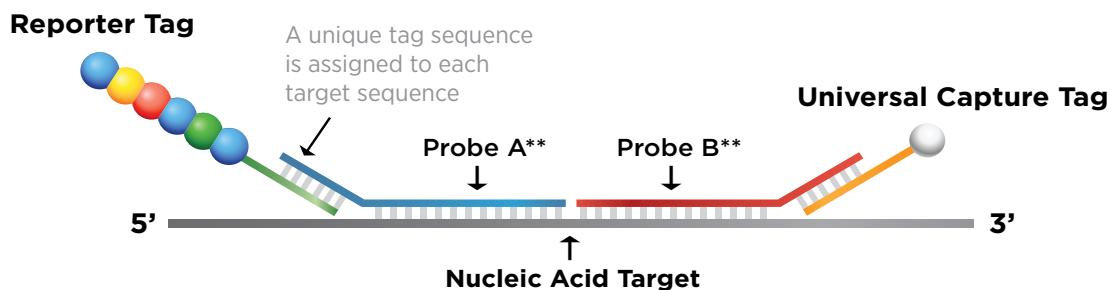 Reporter Tag
A unique tag sequence
is assigned to each
target sequence
Universal Capture Tag
Probe A**
Probe B**
5’
3’
Nucleic Acid Target